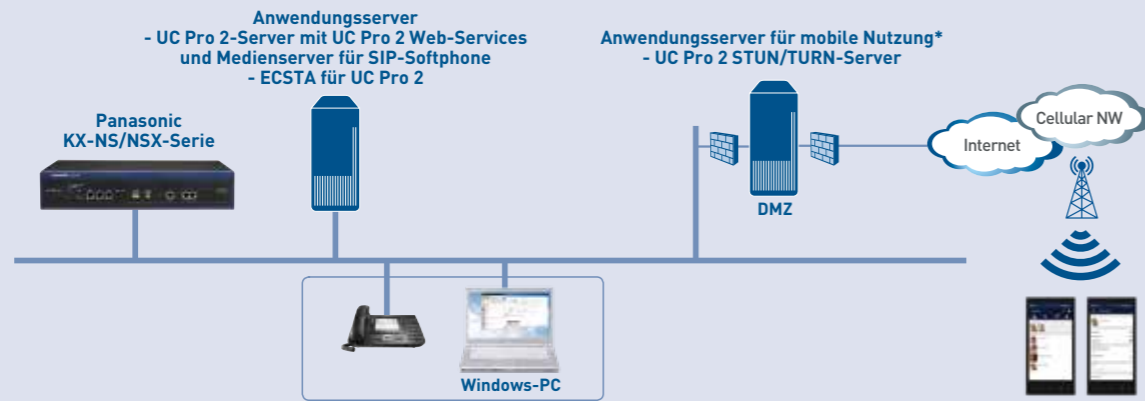 Anwendungsserver
- UC Pro 2-Server mit UC Pro 2 Web-Services
und Medienserver für SIP-Softphone
- ECSTA für UC Pro 2
Anwendungsserver für mobile Nutzung*
- UC Pro 2 STUN/TURN-Server
Panasonic
KX-NS/NSX-Serie
Cellular NW
Internet
DMZ
Windows-PC